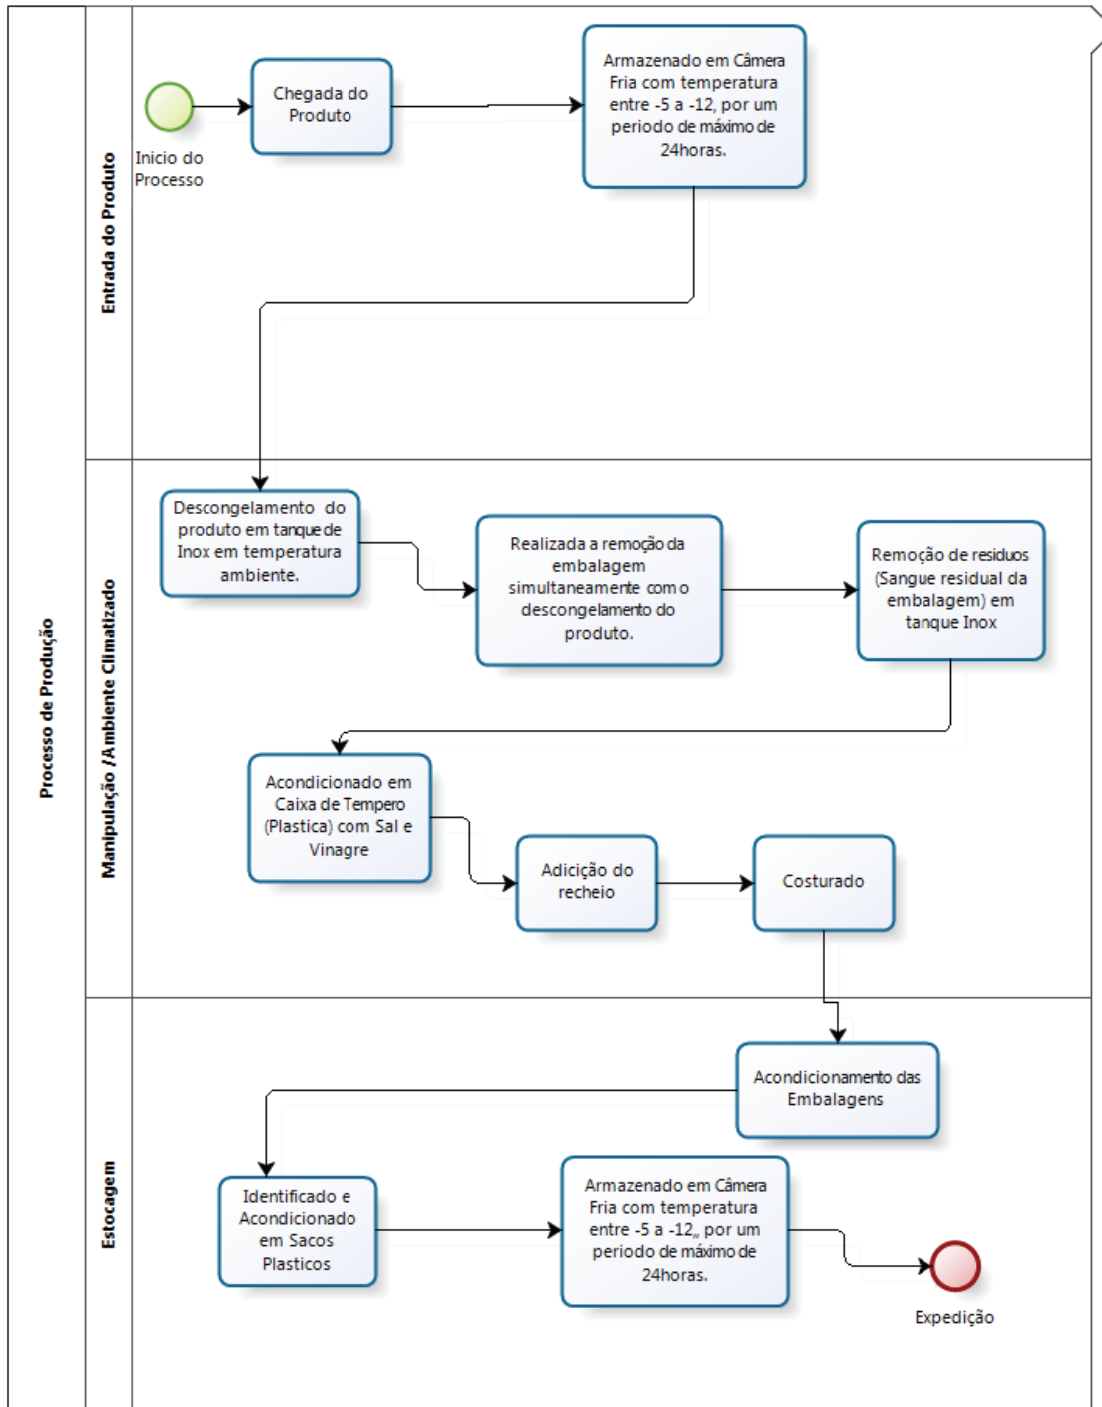 Processo de Produção
Entrada do Produto
Inicio do
Processo
Chegada do
Produto
Armazenado em Câmera
Fria com temperatura
entre -5 a -12, por um
periodo de máximo de
24horas.
Manipulação /Ambiente Climatizado
Descongelamento do
produto em tanque de
Inox em temperatura
ambiente.
Realizada a remoção da
embalagem
simultaneamente com o
descongelamento do
produto.
Remoção de residuos
(Sangue residual da
embalagem) em
tanque Inox
Acondicionado em
Caixa de Tempero
(Plastica) com Sal e
Vinagre
Adicição do
recheio
Costurado
Estocagem
Acondicionamento das
Embalagens
Identificado e
Acondicionado
em Sacos
Plasticos
Armazenado em Câmera
Fria com temperatura
entre -5 a -12,, por um
periodo de máximo de
24horas.
Expedição